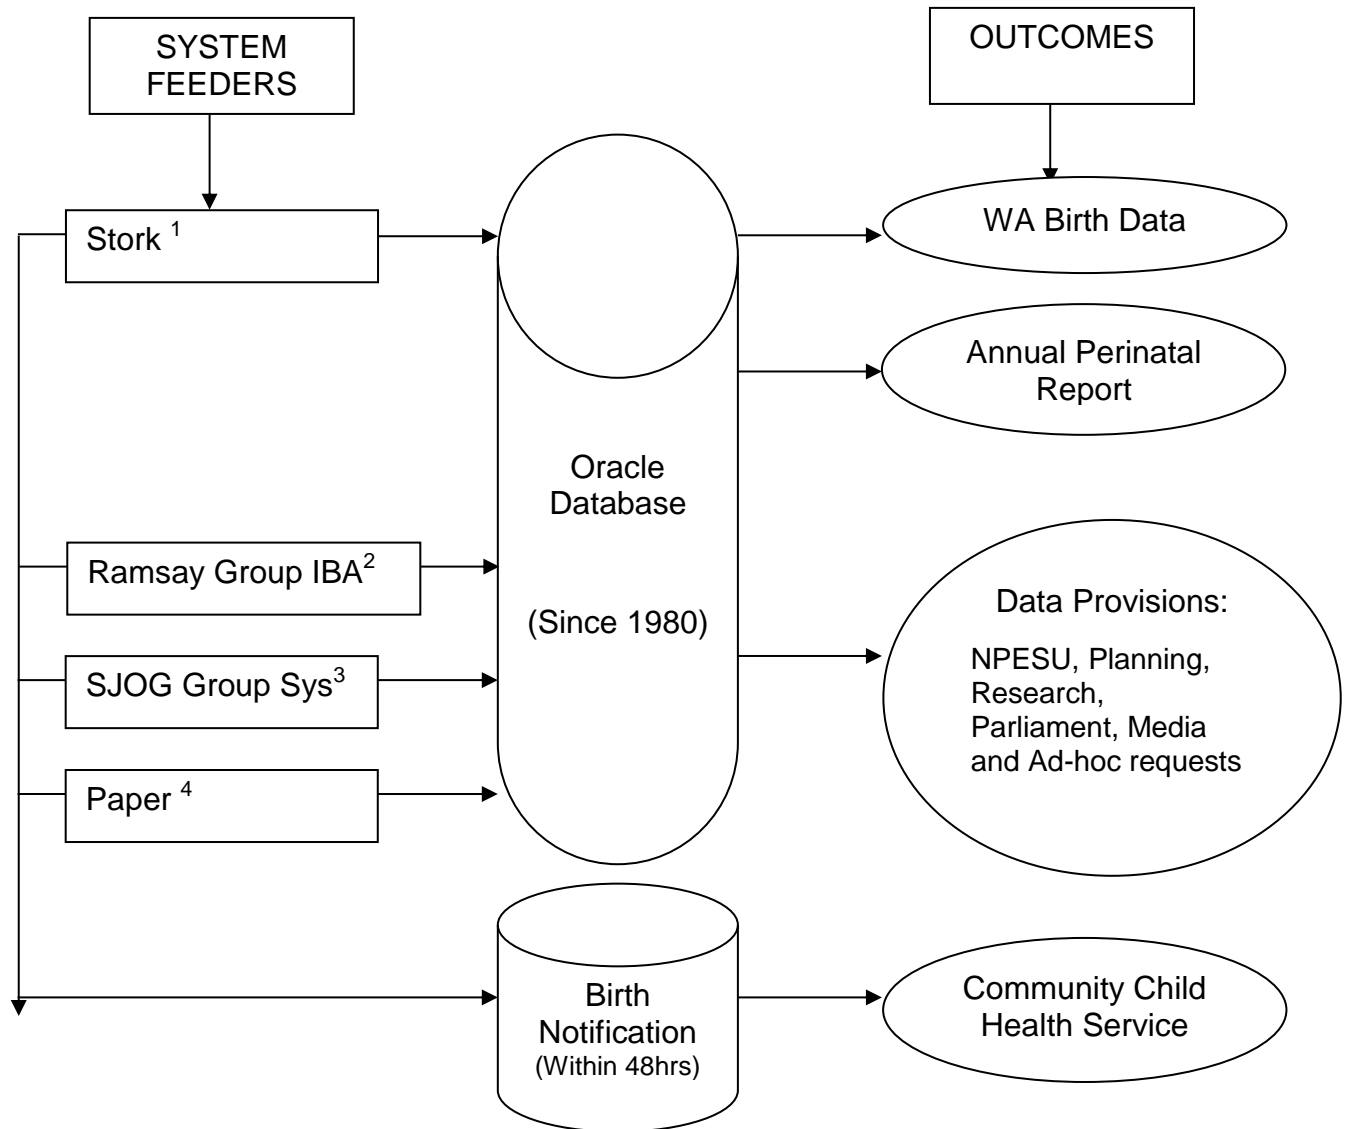 SYSTEM
FEEDERS
OUTCOMES
Stork ¹
Ramsay Group IBA²
SJOG Group Sys³
Paper ⁴
Oracle
Database
(Since 1980)
Birth
Notification
(Within 48hrs)
WA Birth Data
Annual Perinatal
Report
Data Provisions:
NPESU, Planning,
Research,
Parliament, Media
and Ad-hoc requests
Community Child
Health Service